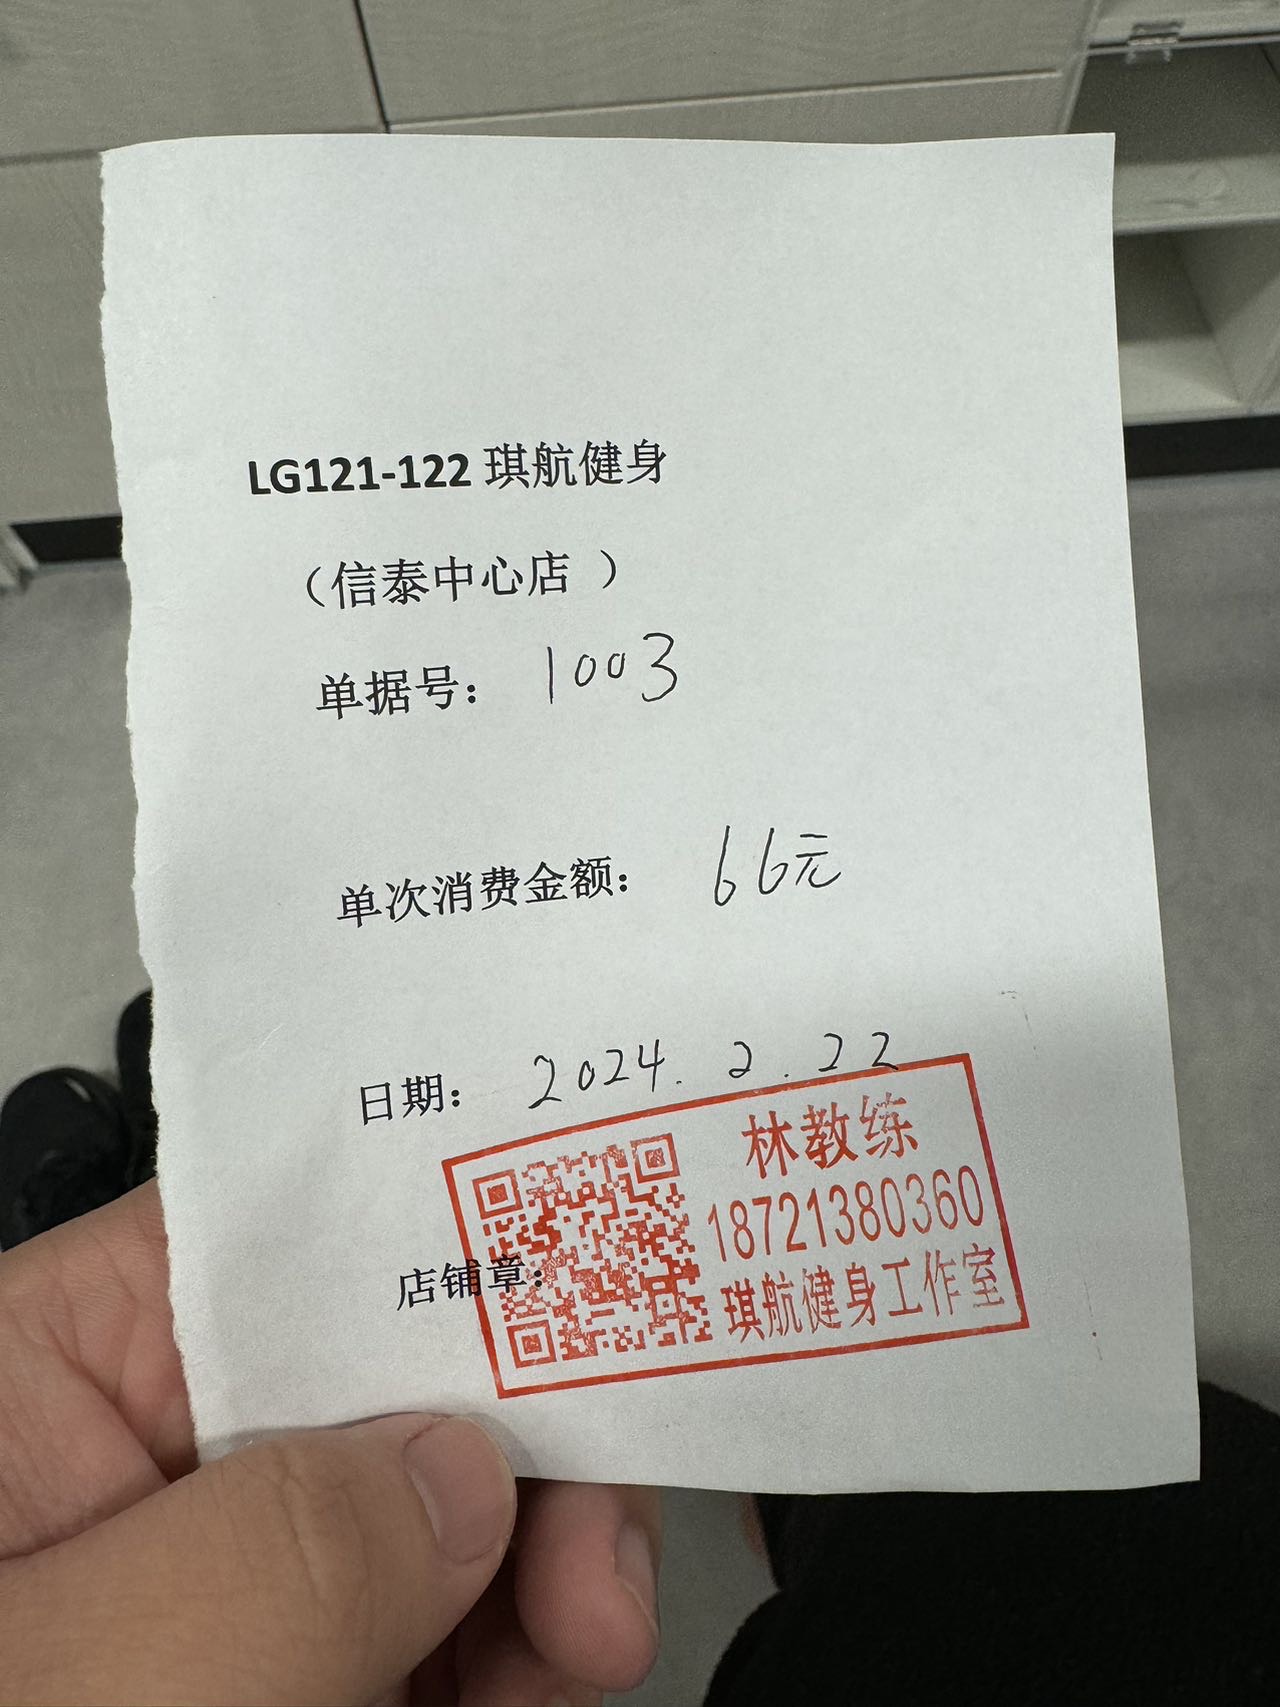 LG121-122 琪航健身
（信泰中心店 ）
单据号： 1003
单次消费金额： 66元
日期： 2024.2.22
店铺章：
林教练
18721380360
琪航健身工作室